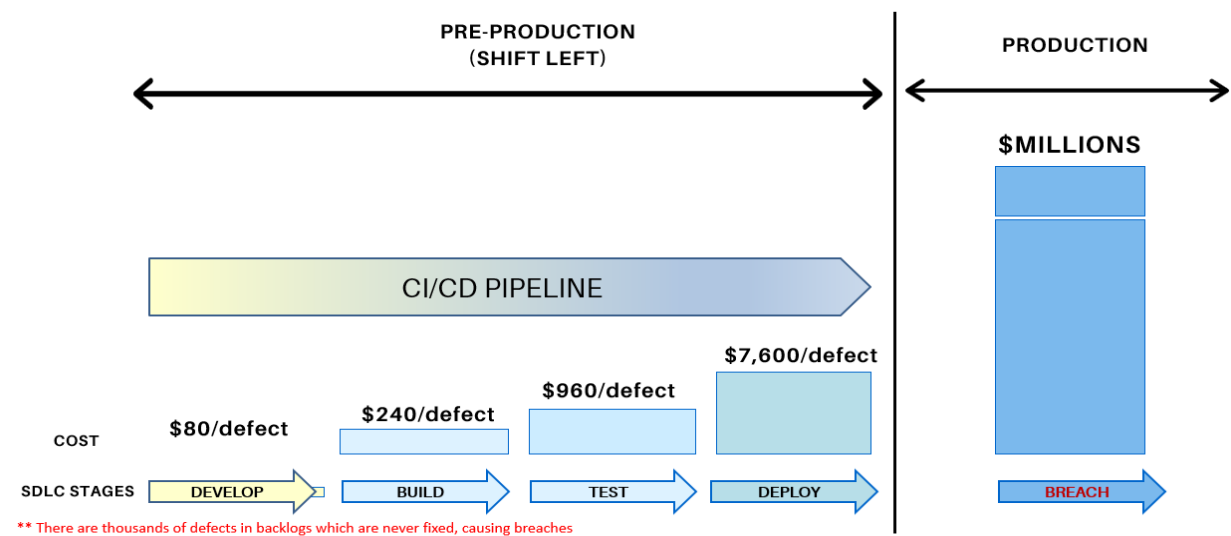 PRE-PRODUCTION
(SHIFT LEFT)
PRODUCTION
$MILLIONS
CI/CD PIPELINE
$7,600/defect
$960/defect
$240/defect
$80/defect
COST
SDLC STAGES
DEVELOP
BUILD
TEST
DEPLOY
BREACH
** There are thousands of defects in backlogs which are never fixed, causing breaches